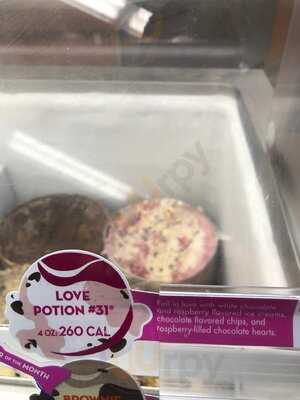 LOVE
POTION #31®
4 OZ: 260 CAL
Fall in love with white chocolate
and raspberry flavored ice creams,
chocolate flavored chips, and
raspberry-filled chocolate hearts.
OF THE MONTH
BROWNIE